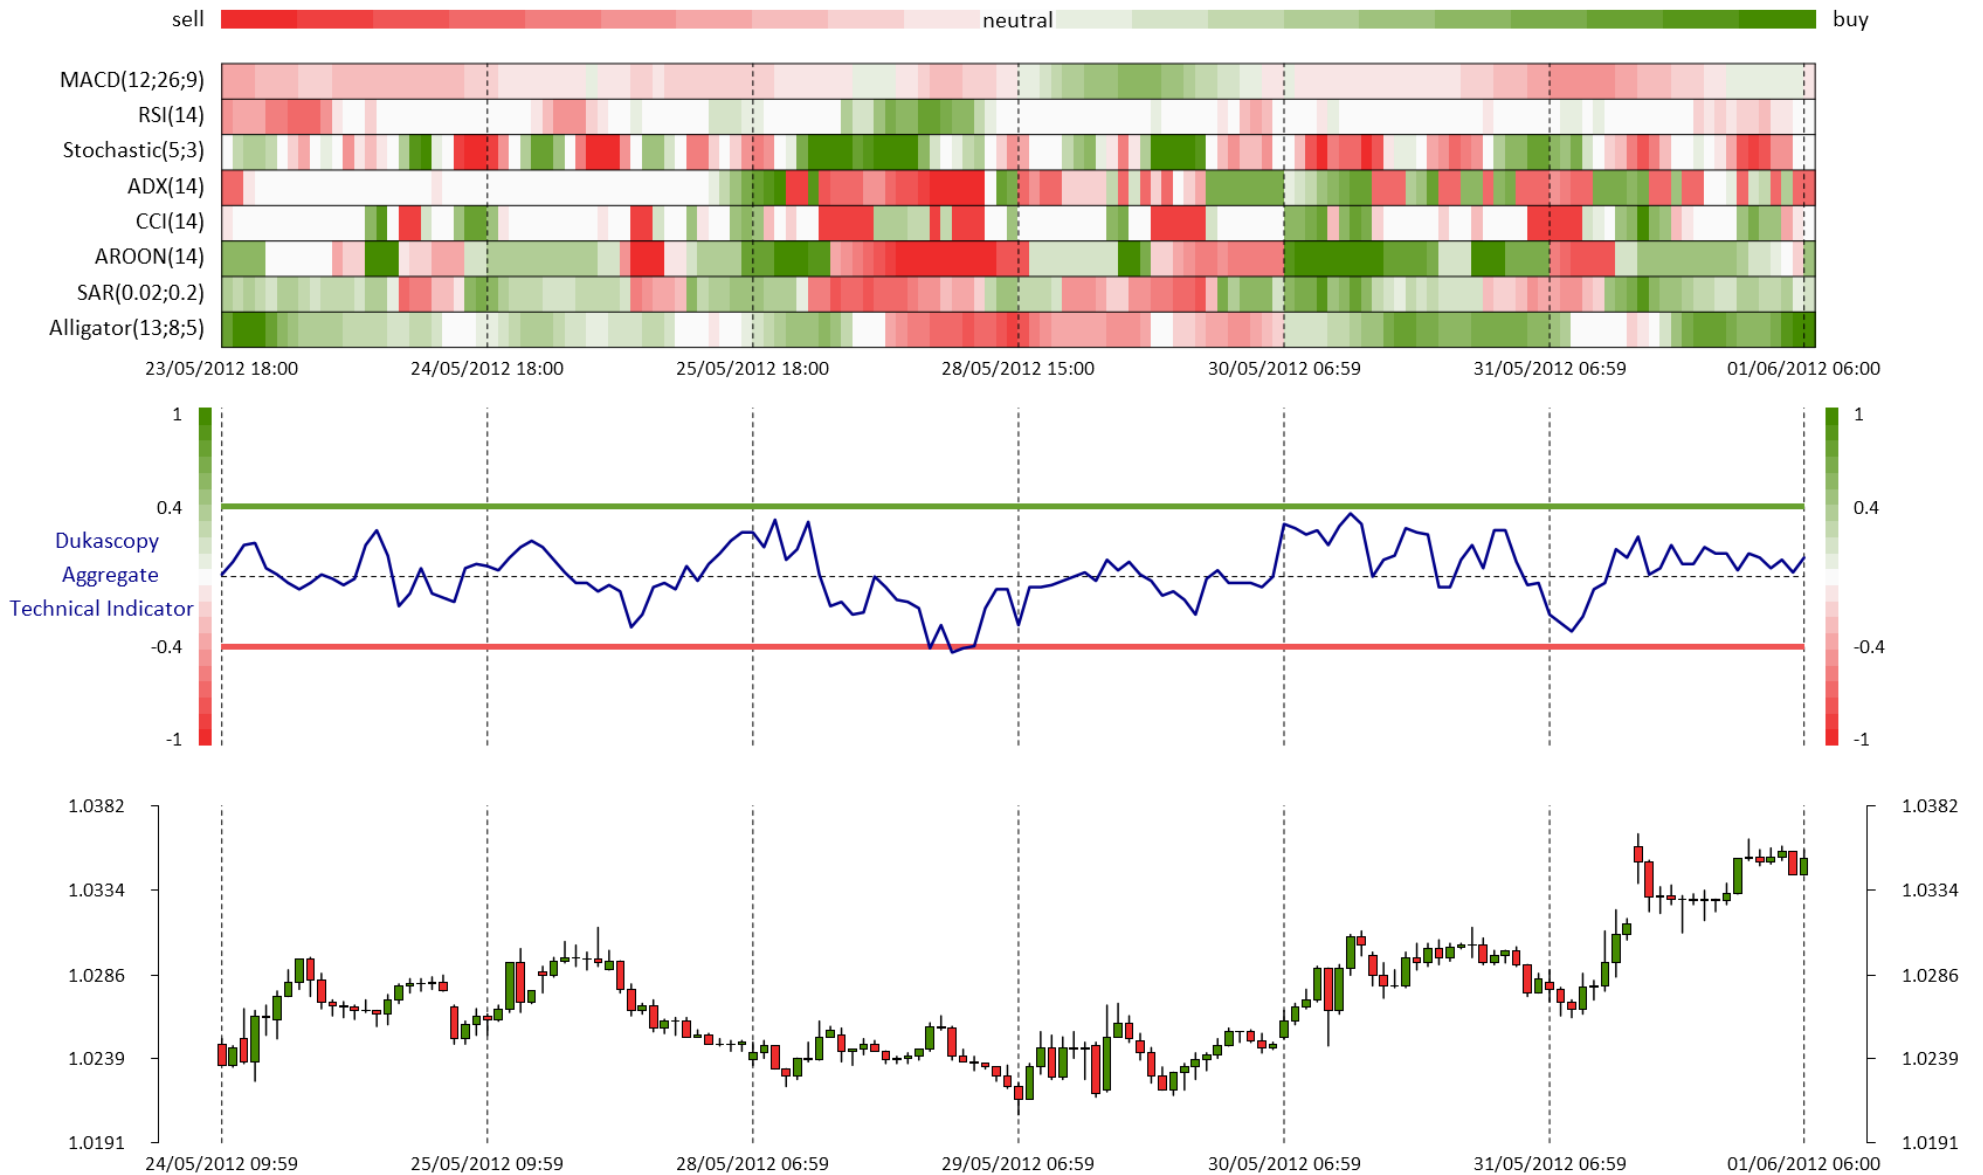 sell neutral buy
MACD(12;26;9)
RSI(14)
Stochastic(5;3)
ADX(14)
CCI(14)
AROON(14)
SAR(0.02;0.2)
Alligator(13;8;5)
23/05/2012 18:00 24/05/2012 18:00 25/05/2012 18:00 28/05/2012 15:00 30/05/2012 06:59 31/05/2012 06:59 01/06/2012 06:00
1 1
0.4 0.4
Dukascopy
Aggregate
Technical Indicator
-0.4 -0.4
-1 -1
1.0382 1.0382
1.0334 1.0334
1.0286 1.0286
1.0239 1.0239
1.0191 1.0191
24/05/2012 09:59 25/05/2012 09:59 28/05/2012 06:59 29/05/2012 06:59 30/05/2012 06:59 31/05/2012 06:59 01/06/2012 06:00